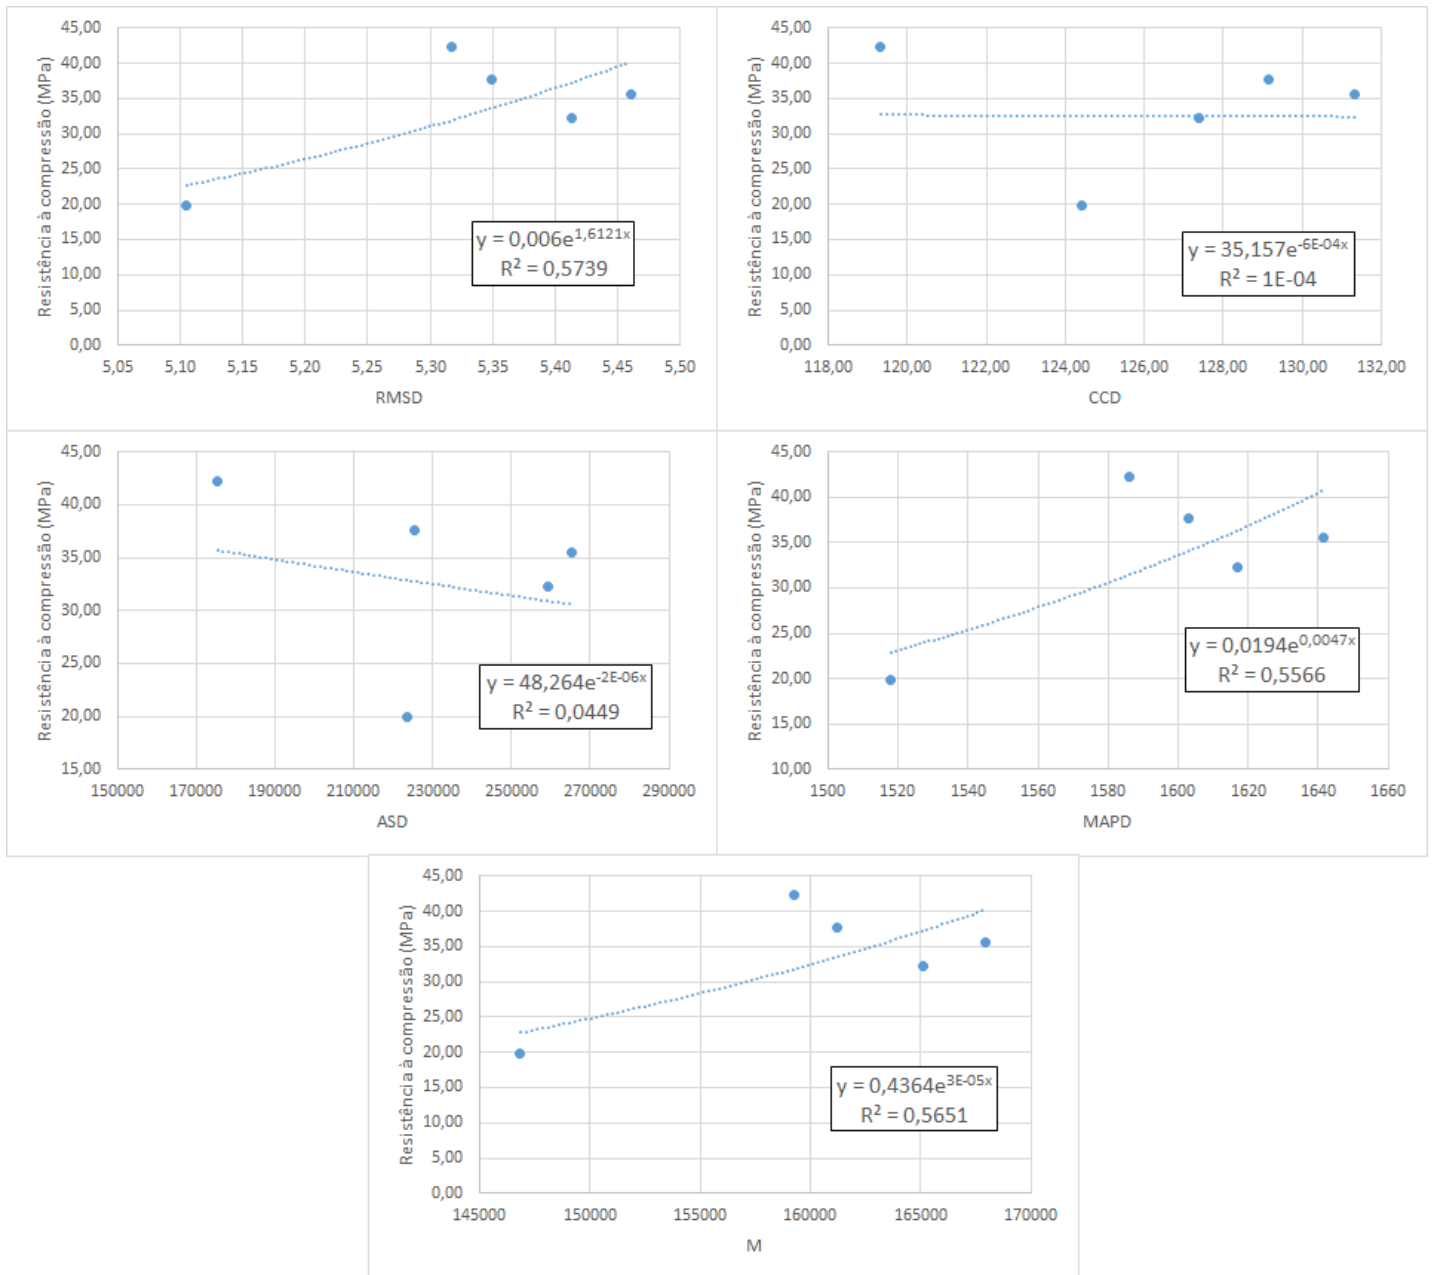 45,00
40,00
35,00
30,00
25,00
20,00
15,00
10,00
5,00
0,00
Resistência à compressão (MPa)
y = 0,006e^1,6121x
R² = 0,5739
5,05 5,10 5,15 5,20 5,25 5,30 5,35 5,40 5,45 5,50
RMSD
45,00
40,00
35,00
30,00
25,00
20,00
15,00
10,00
5,00
0,00
Resistência à compressão (MPa)
y = 35,157e^-6E-04x
R² = 1E-04
118,00 120,00 122,00 124,00 126,00 128,00 130,00 132,00
CCD
45,00
40,00
35,00
30,00
25,00
20,00
15,00
Resistência à compressão (MPa)
y = 48,264e^-2E-06x
R² = 0,0449
150000 170000 190000 210000 230000 250000 270000 290000
ASD
45,00
40,00
35,00
30,00
25,00
20,00
15,00
10,00
Resistência à compressão (MPa)
y = 0,0194e^0,0047x
R² = 0,5566
1500 1520 1540 1560 1580 1600 1620 1640 1660
MAPD
45,00
40,00
35,00
30,00
25,00
20,00
15,00
10,00
5,00
0,00
Resistência à compressão (MPa)
y = 0,4364e^3E-05x
R² = 0,5651
145000 150000 155000 160000 165000 170000
M